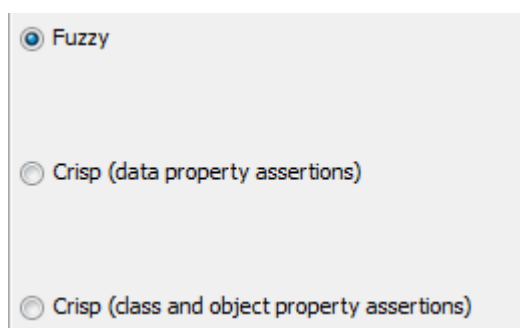 Fuzzy
Crisp (data property assertions)
Crisp (class and object property assertions)